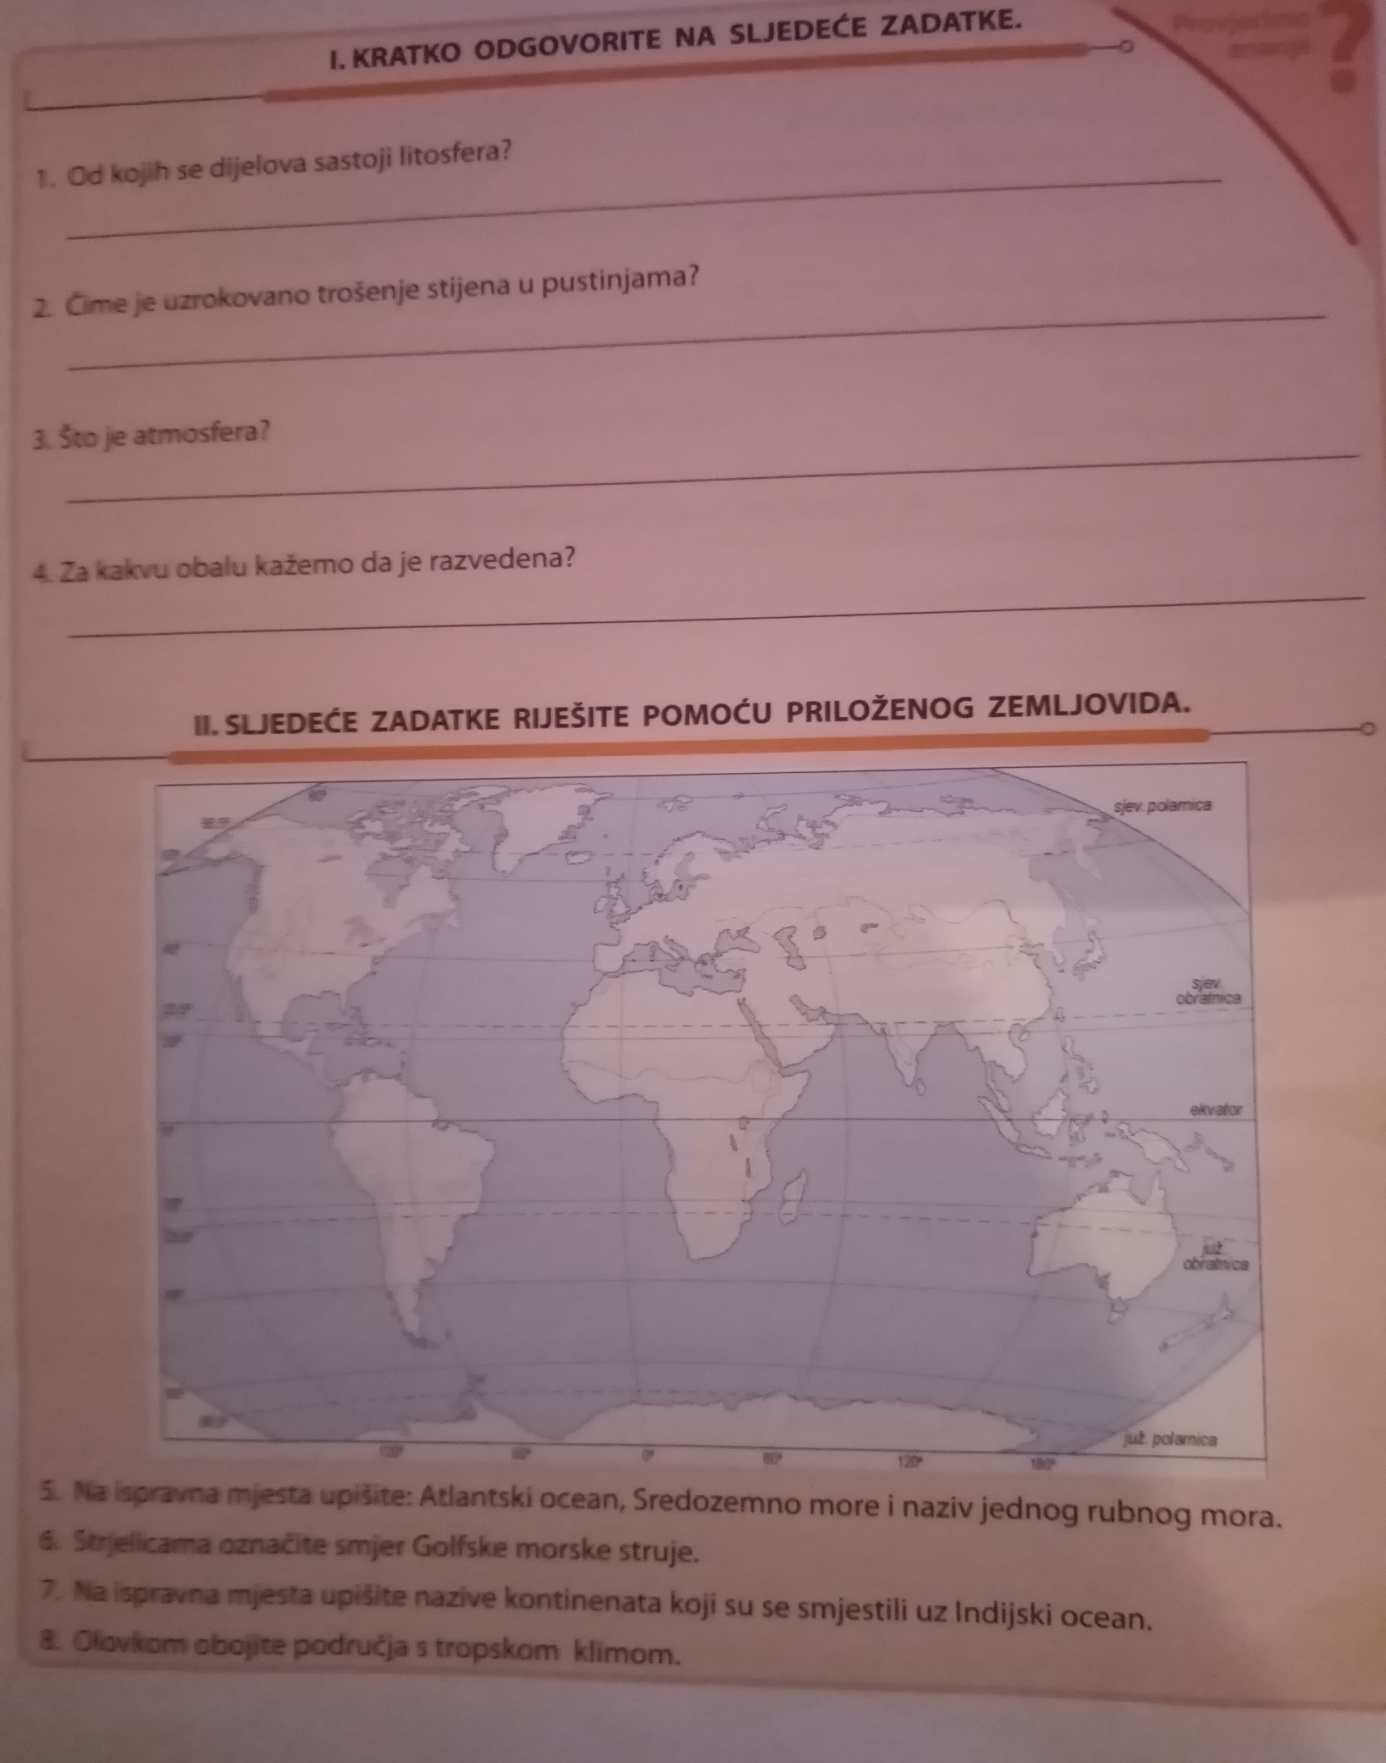 I. KRATKO ODGOVORITE NA SLJEDEĆE ZADATKE.
Provjerimo
znanje ?
1. Od kojih se dijelova sastoji litosfera?
2. Čime je uzrokovano trošenje stijena u pustinjama?
3. Što je atmosfera?
4. Za kakvu obalu kažemo da je razvedena?
II. SLJEDEĆE ZADATKE RIJEŠITE POMOĆU PRILOŽENOG ZEMLJOVIDA.
sjev. polarnica
sjev.
obratnica
ekvator
juž.
obratnica
juž. polarnica
0° 60° 120° 180°
5. Na ispravna mjesta upišite: Atlantski ocean, Sredozemno more i naziv jednog rubnog mora.
6. Strjelicama označite smjer Golfske morske struje.
7. Na ispravna mjesta upišite nazive kontinenata koji su se smjestili uz Indijski ocean.
8. Olovkom obojite područja s tropskom klimom.